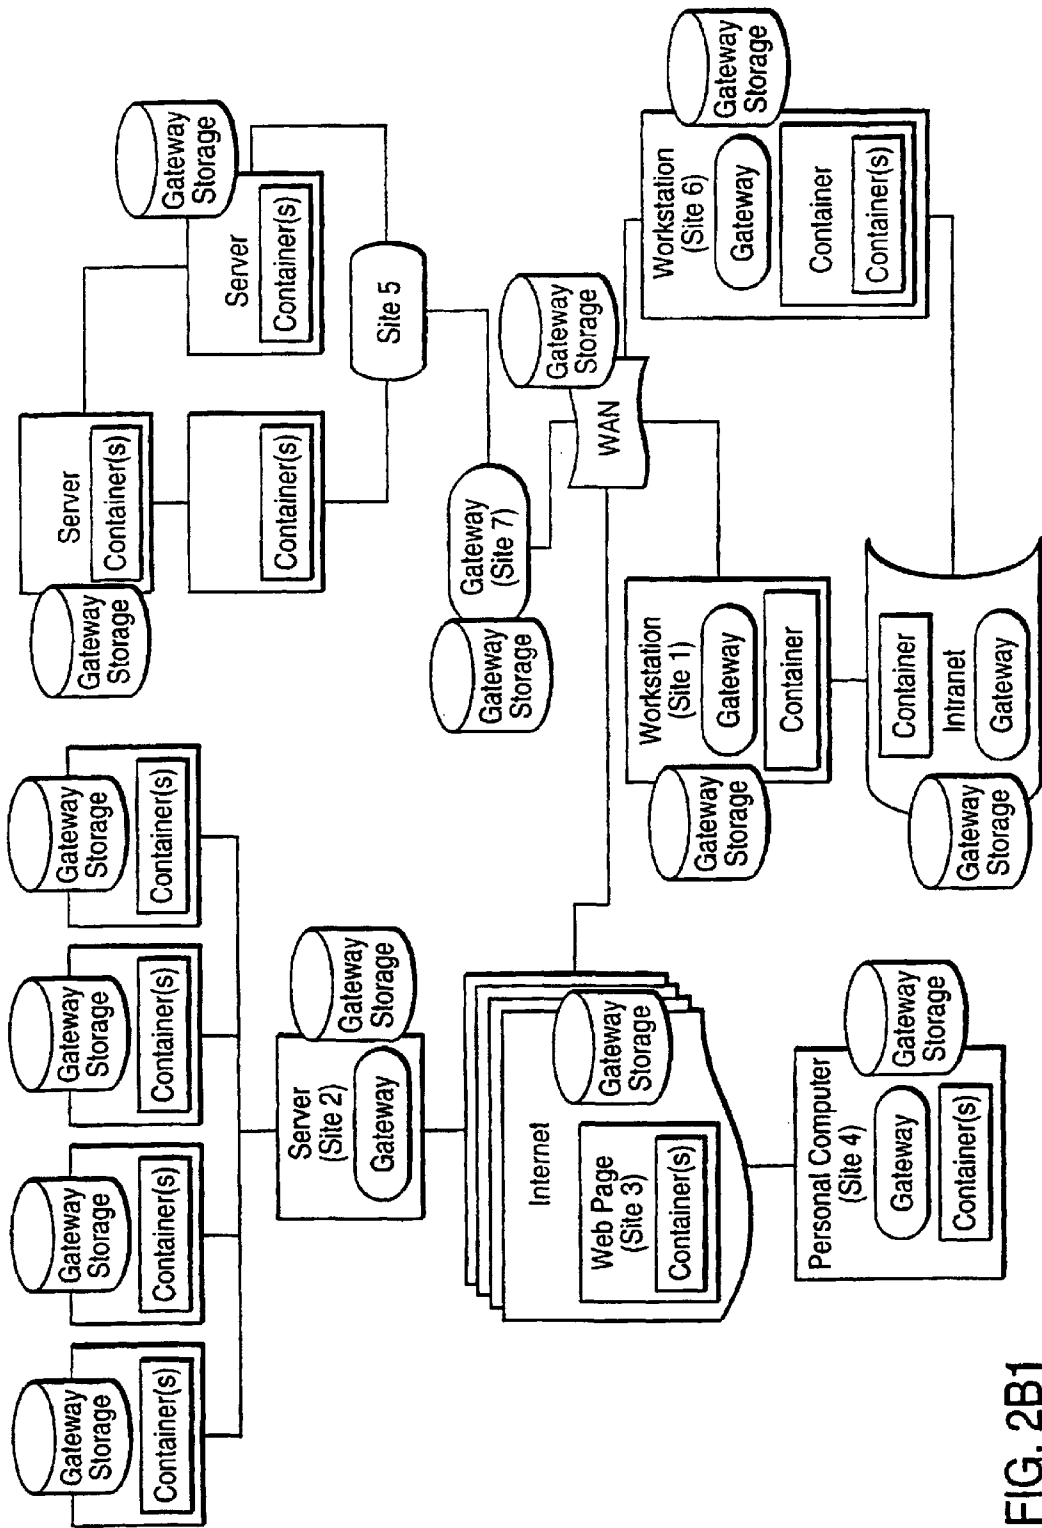 Gateway
Storage
Container(s)
Gateway
Storage
Container(s)
Gateway
Storage
Container(s)
Gateway
Storage
Container(s)
Gateway
Storage
Server
Container(s)
Container(s)
Gateway
Storage
Server
Container(s)
Site 5
Server
(Site 2)
Gateway
Gateway
Storage
Gateway
Storage
Gateway
(Site 7)
Internet
Web Page
(Site 3)
Container(s)
Gateway
Storage
Gateway
Storage
WAN
Workstation
(Site 1)
Gateway
Container
Gateway
Storage
Workstation
(Site 6)
Gateway
Container
Container(s)
Gateway
Storage
Personal Computer
(Site 4)
Gateway
Container(s)
Gateway
Storage
Container
Intranet
Gateway
Gateway
Storage
FIG. 2B1